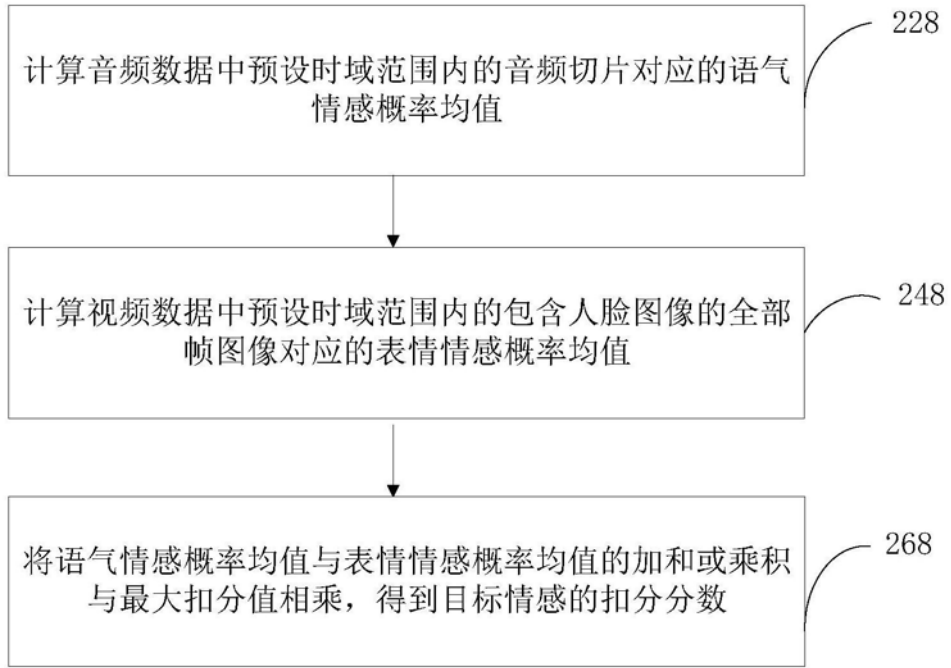 228
计算音频数据中预设时域范围内的音频切片对应的语气
情感概率均值
248
计算视频数据中预设时域范围内的包含人脸图像的全部
帧图像对应的表情情感概率均值
268
将语气情感概率均值与表情情感概率均值的加和或乘积
与最大扣分值相乘，得到目标情感的扣分分数